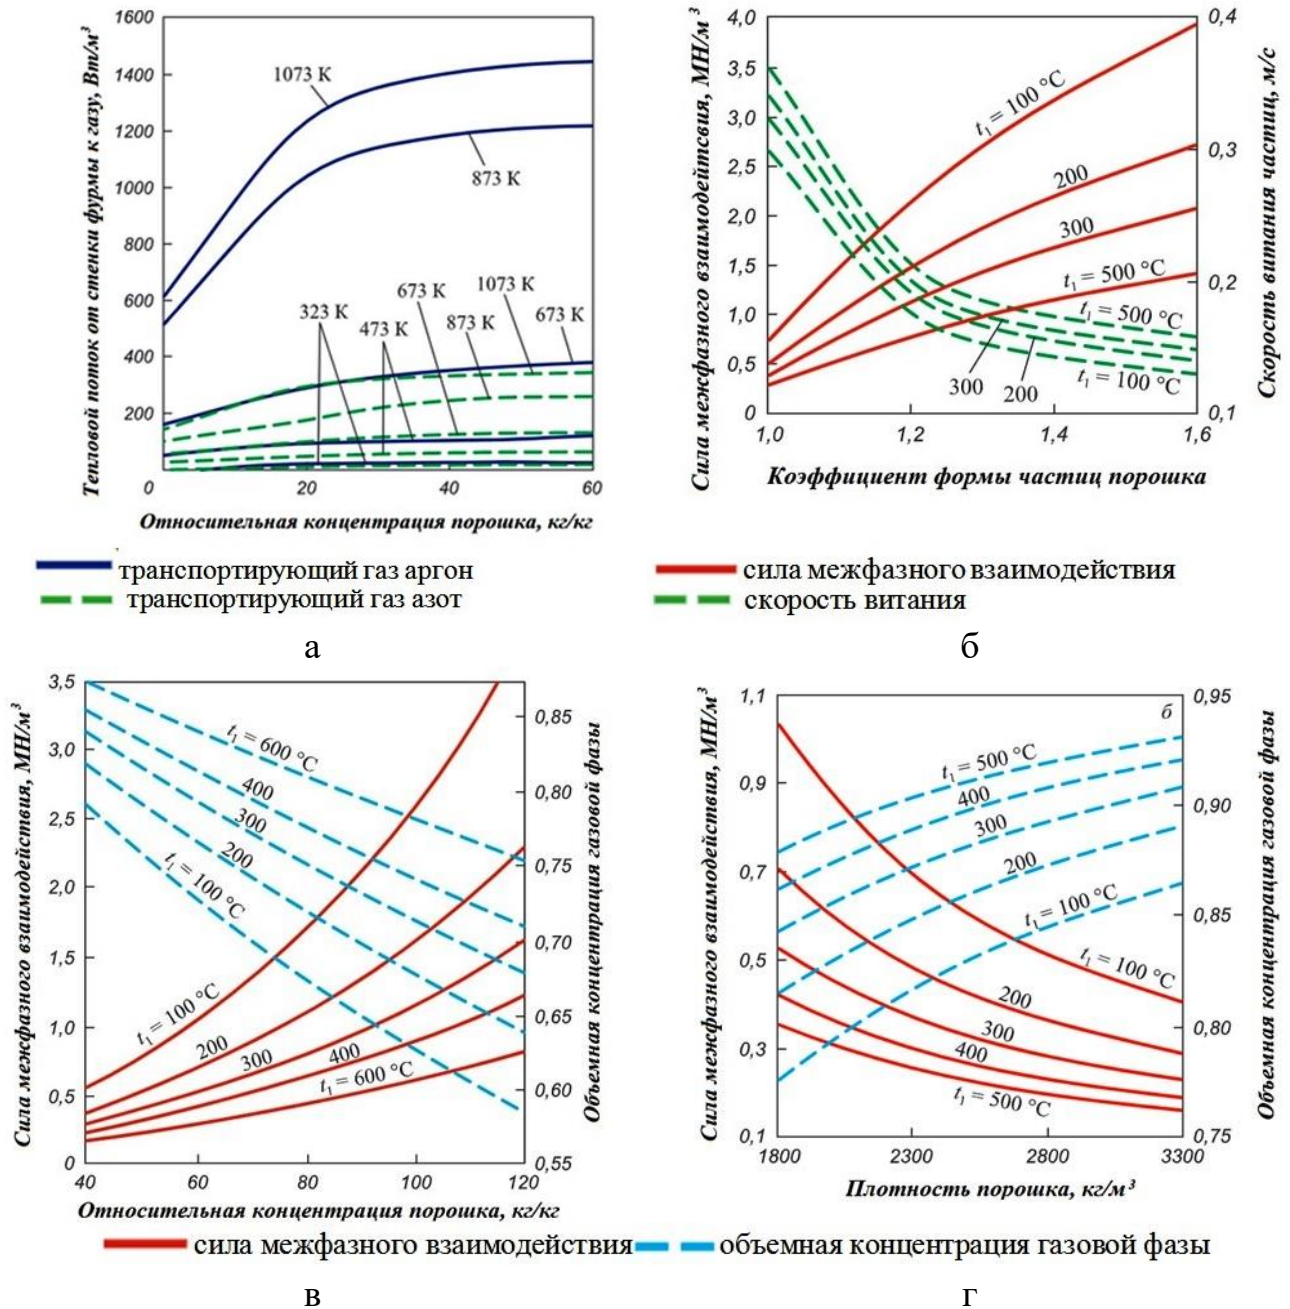 Тепловой поток от стенки фурмы к газу, Вт/м³
1600
1400
1200
1000
800
600
400
200
0
20
40
60
1073 K
873 K
323 K
473 K
673 K
873 K
1073 K
673 K
Относительная концентрация порошка, кг/кг
транспортирующий газ аргон
транспортирующий газ азот
а
Сила межфазного взаимодейтсвия, МН/м³
4,0
3,5
3,0
2,5
2,0
1,5
1,0
0,5
0
1,0
1,2
1,4
1,6
0,4
0,3
0,2
0,1
Скорость витания частиц, м/с
t₁ = 100 °C
200
300
t₁ = 500 °C
t₁ = 500 °C
300
200
t₁ = 100 °C
Коэффициент формы частиц порошка
сила межфазного взаимодействия
скорость витания
б
Сила межфазного взаимодействия, МН/м³
3,5
3,0
2,5
2,0
1,5
1,0
0,5
0
40
60
80
100
120
0,85
0,80
0,75
0,70
0,65
0,60
0,55
Объемная концентрация газовой фазы
t₁ = 600 °C
400
300
200
t₁ = 100 °C
t₁ = 100 °C
200
300
400
t₁ = 600 °C
Относительная концентрация порошка, кг/кг
Сила межфазного взаимодействия, МН/м³
1,1
0,9
0,7
0,5
0,3
0,1
1800
2300
2800
3300
0,95
0,90
0,85
0,80
0,75
Объемная концентрация газовой фазы
б
t₁ = 500 °C
400
300
200
t₁ = 100 °C
t₁ = 100 °C
200
300
400
t₁ = 500 °C
Плотность порошка, кг/м³
сила межфазного взаимодействия
объемная концентрация газовой фазы
в
г